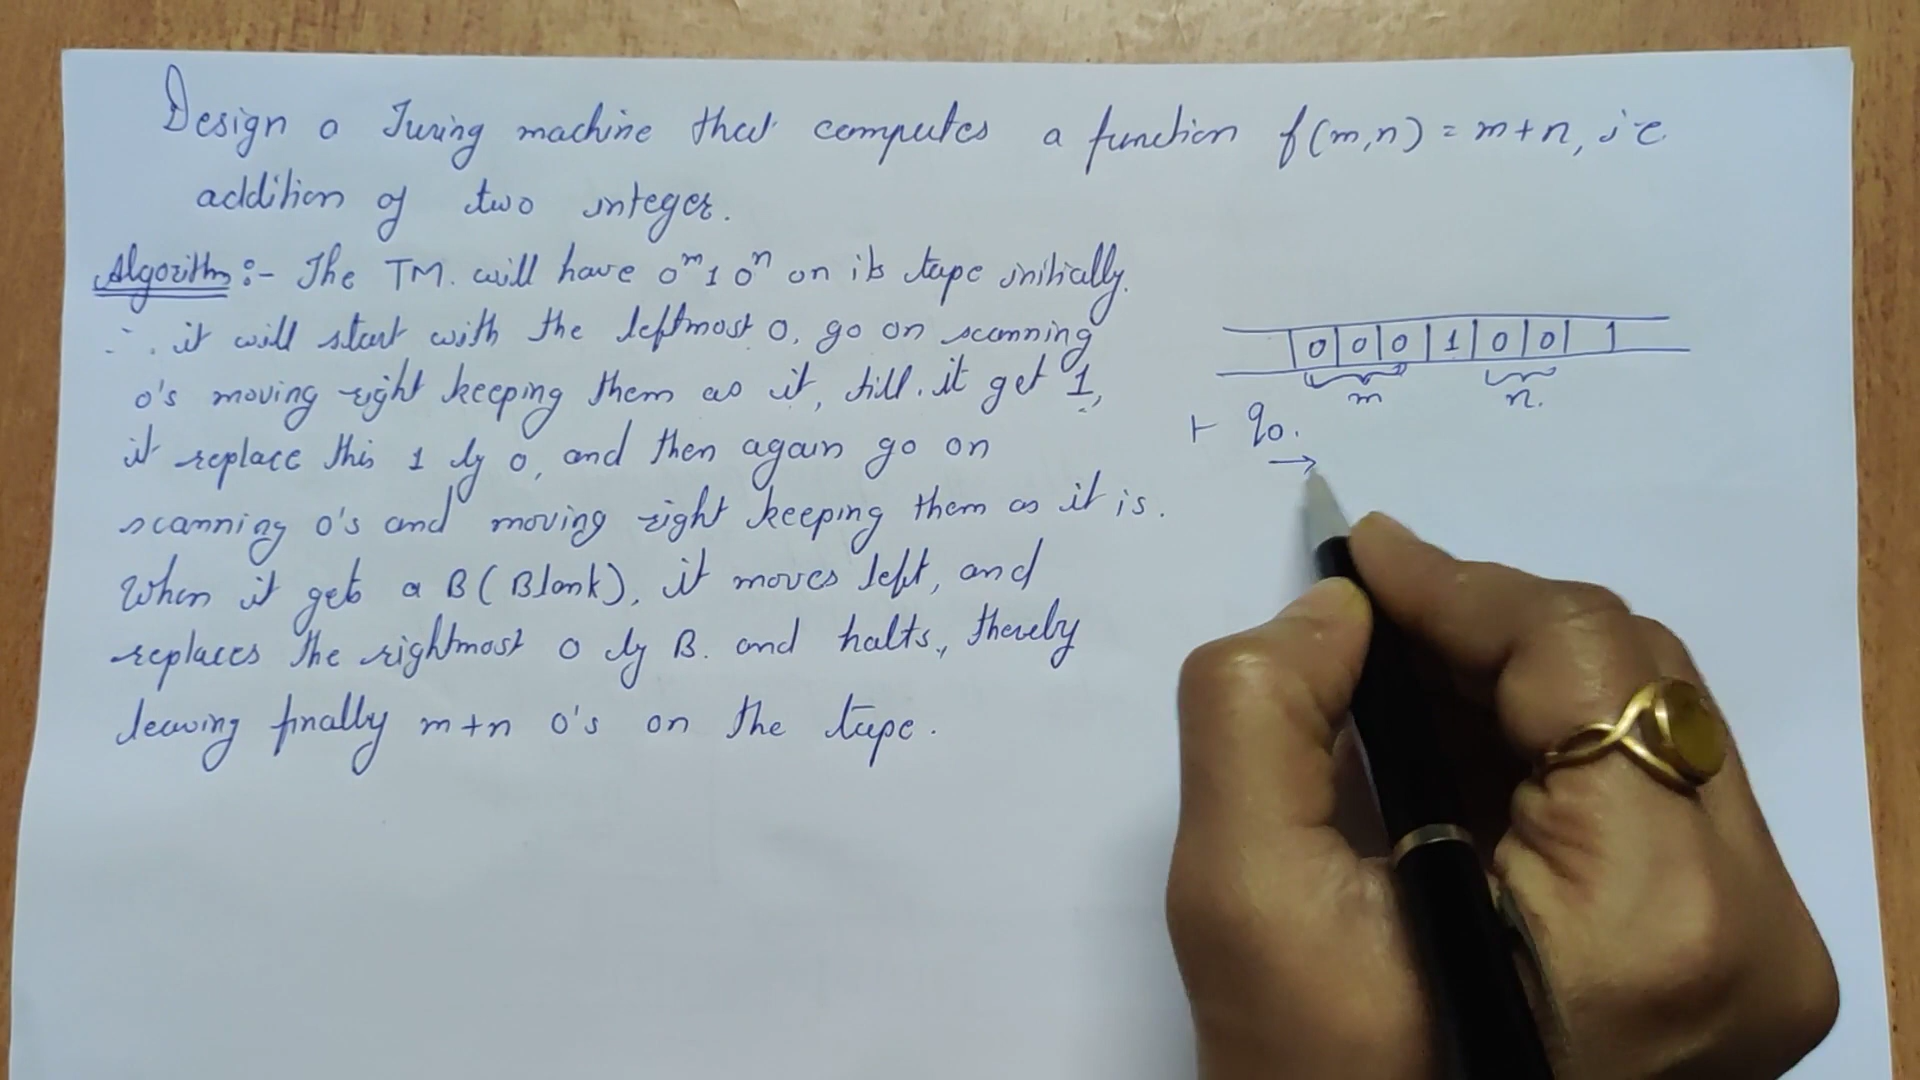 Design a Turing machine that computes a function f(m,n) = m+n, i.e.
addition of two integer.
Algorithm :- The TM. will have 0^m 1 0^n on its tape initially.
∴ it will start with the leftmost 0, go on scanning
0's moving right keeping them as it, till. it get 1,
it replace this 1 by 0, and then again go on
scanning 0's and moving right keeping them as it is.
When it gets a B (Blank), it moves left, and
replaces the rightmost 0 by B. and halts, thereby
leaving finally m+n 0's on the tape.
0 | 0 | 0 | 1 | 0 | 0 |
m n.
⊢ q0.
→